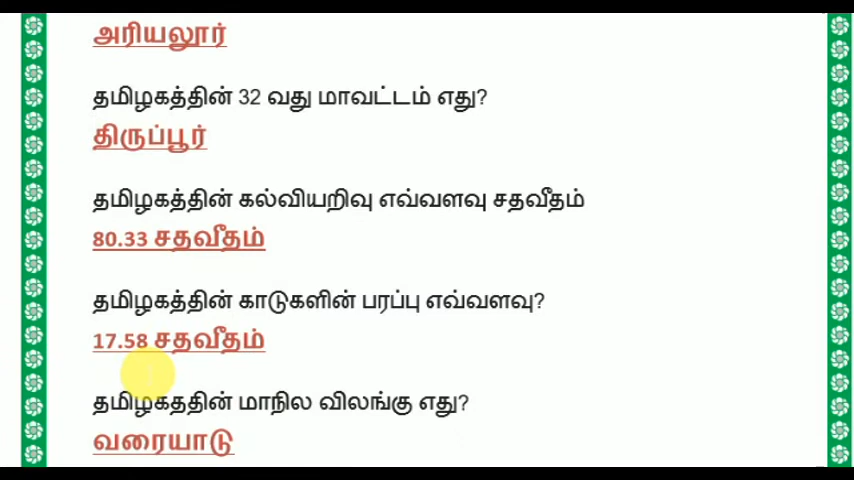 அரியலூர்
தமிழகத்தின் 32 வது மாவட்டம் எது?
திருப்பூர்
தமிழகத்தின் கல்வியறிவு எவ்வளவு சதவீதம்
80.33 சதவீதம்
தமிழகத்தின் காடுகளின் பரப்பு எவ்வளவு?
17.58 சதவீதம்
தமிழகததின் மாநில விலங்கு எது?
வரையாடு